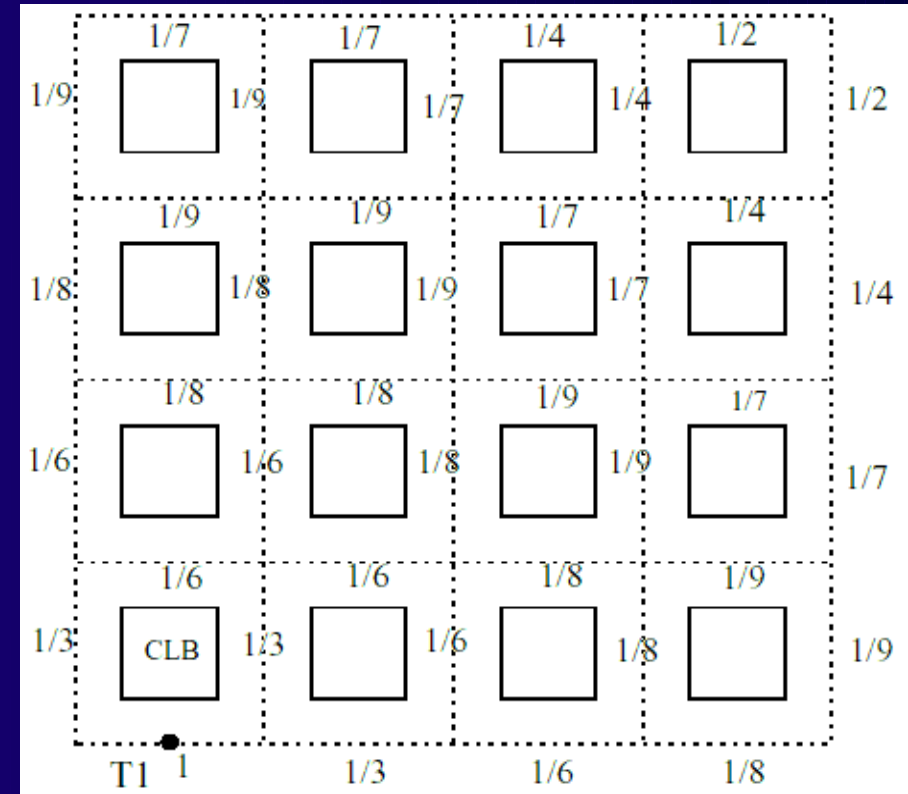 1/7 1/7 1/4 1/2
1/9 1/9 1/7 1/4 1/2
1/9 1/9 1/7 1/4
1/8 1/8 1/9 1/7 1/4
1/8 1/8 1/9 1/7
1/6 1/6 1/8 1/9 1/7
1/6 1/6 1/8 1/9
1/3 CLB 1/3 1/6 1/8 1/9
T1 1 1/3 1/6 1/8